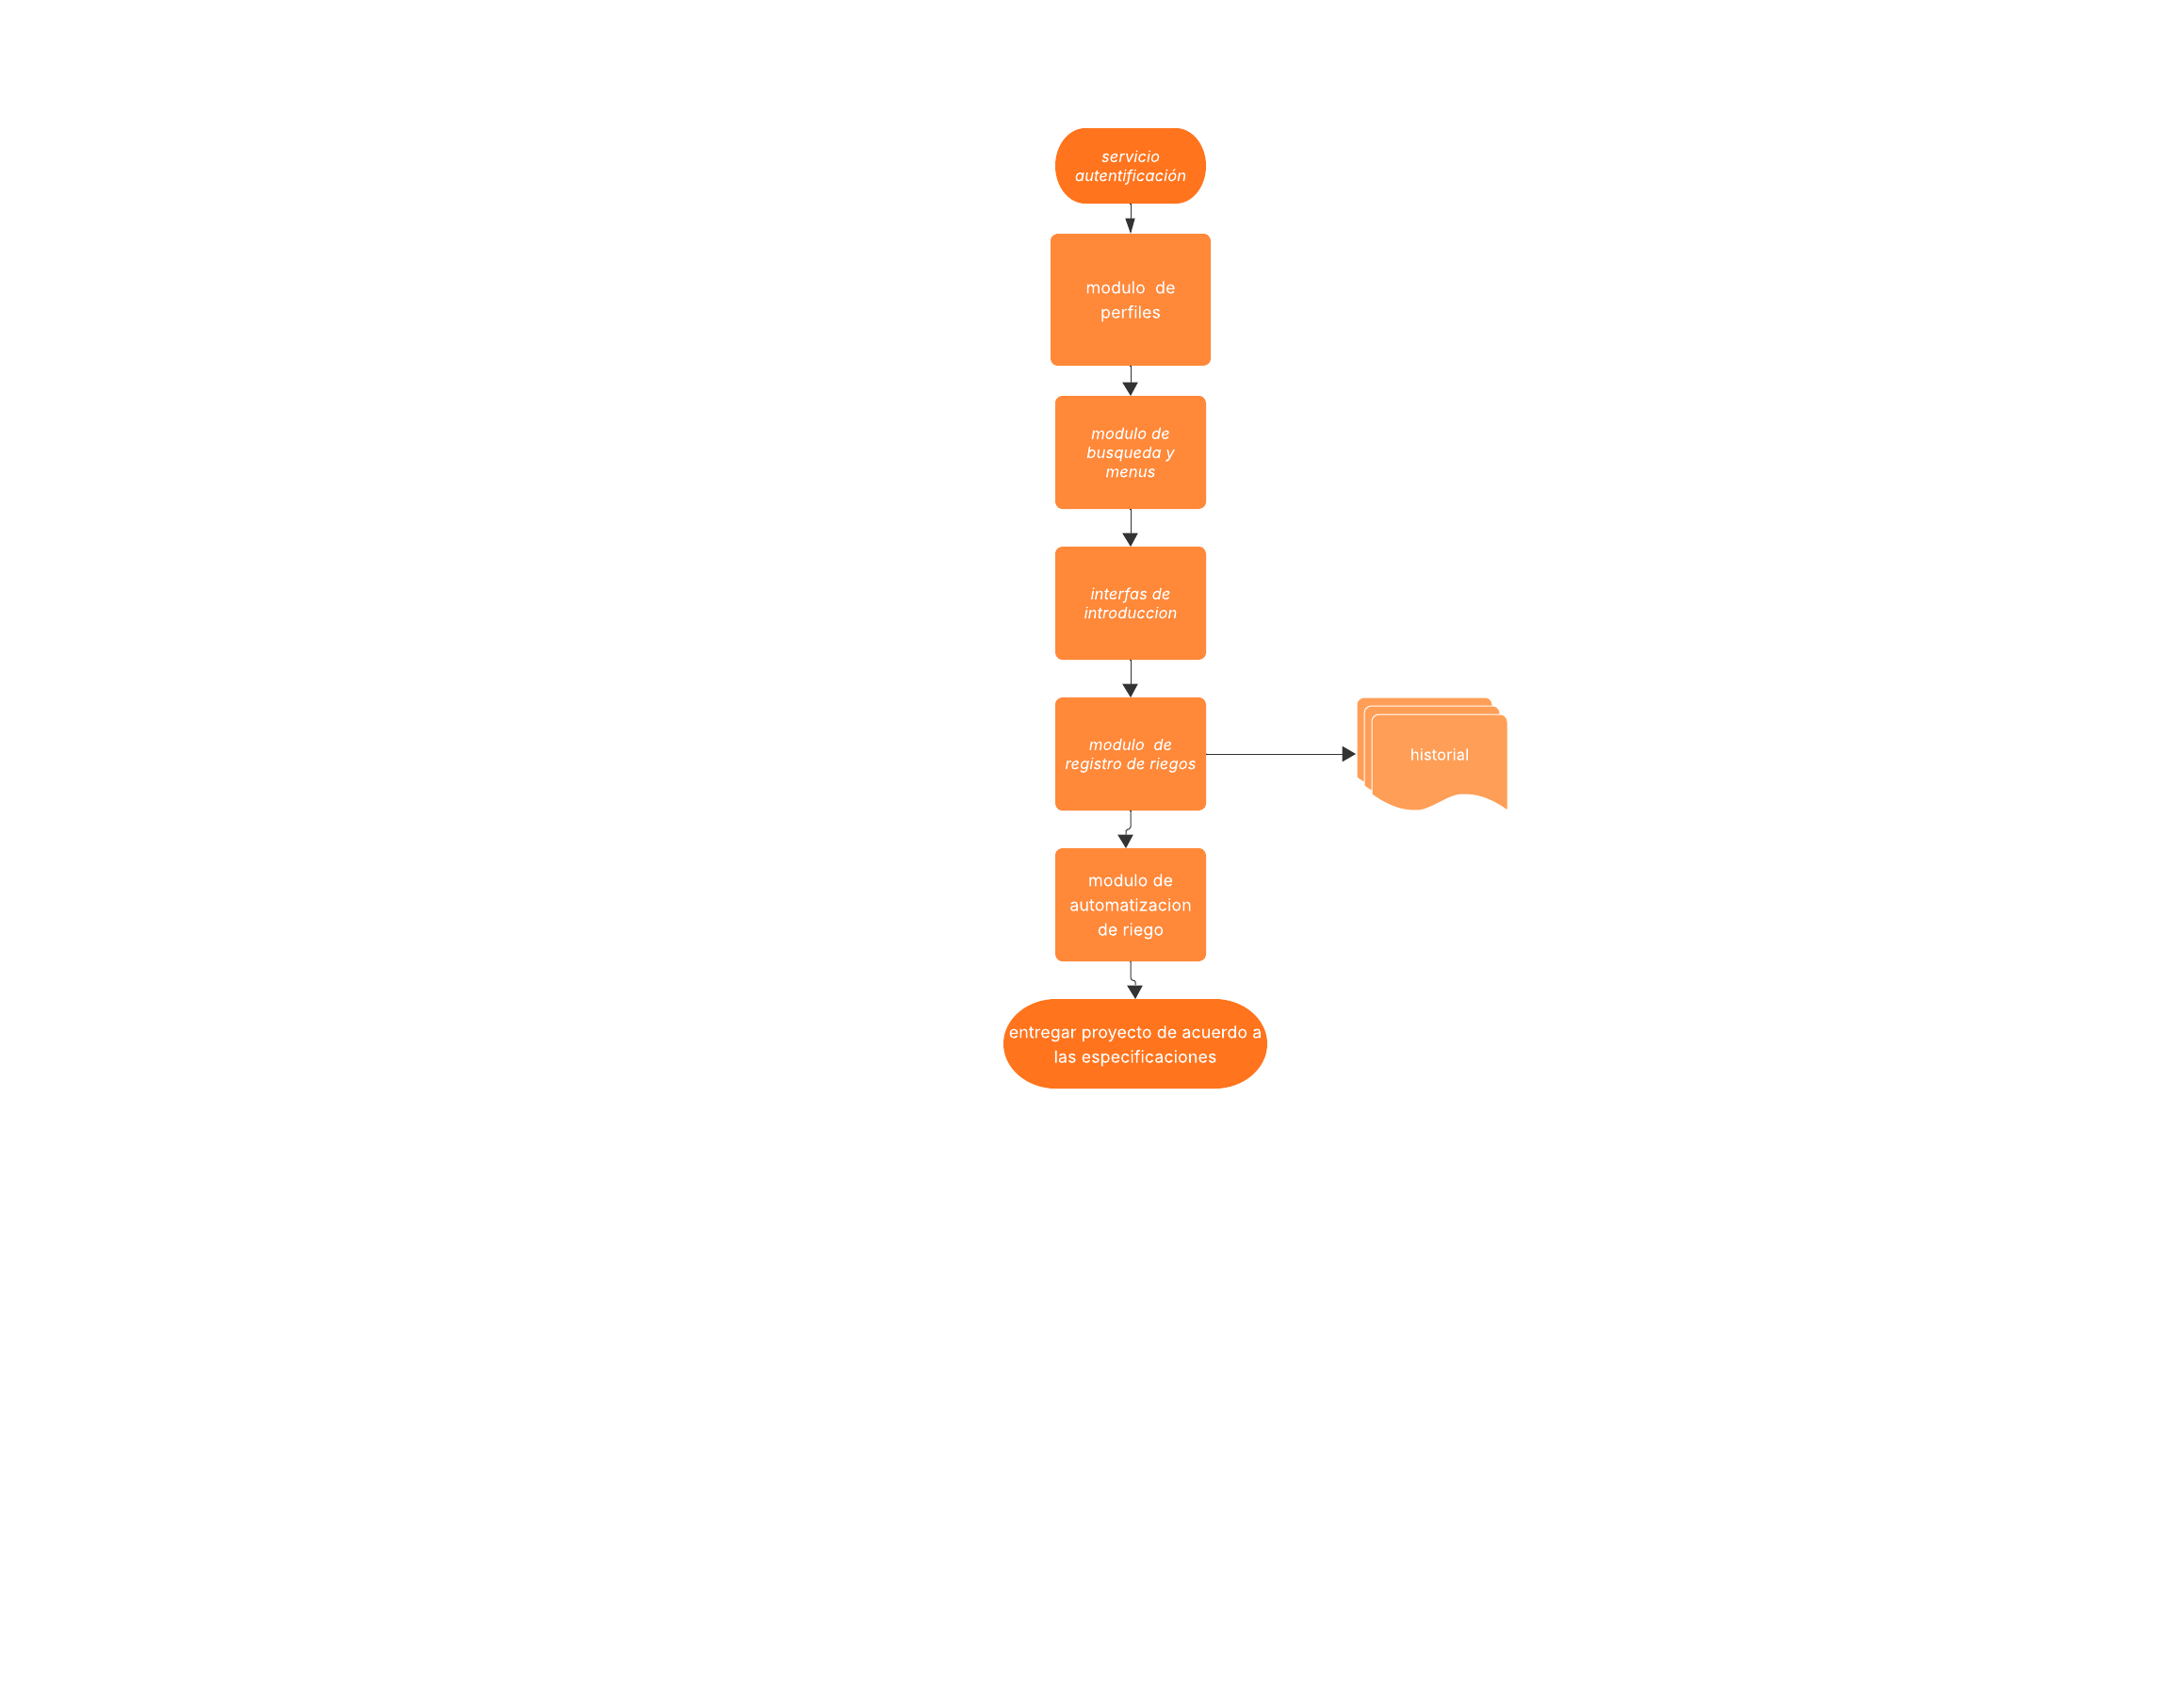 servicio
autentificación
modulo  de
perfiles
modulo de
busqueda y
menus
interfas de
introduccion
modulo  de
registro de riegos
historial
modulo de
automatizacion
de riego
entregar proyecto de acuerdo a
las especificaciones